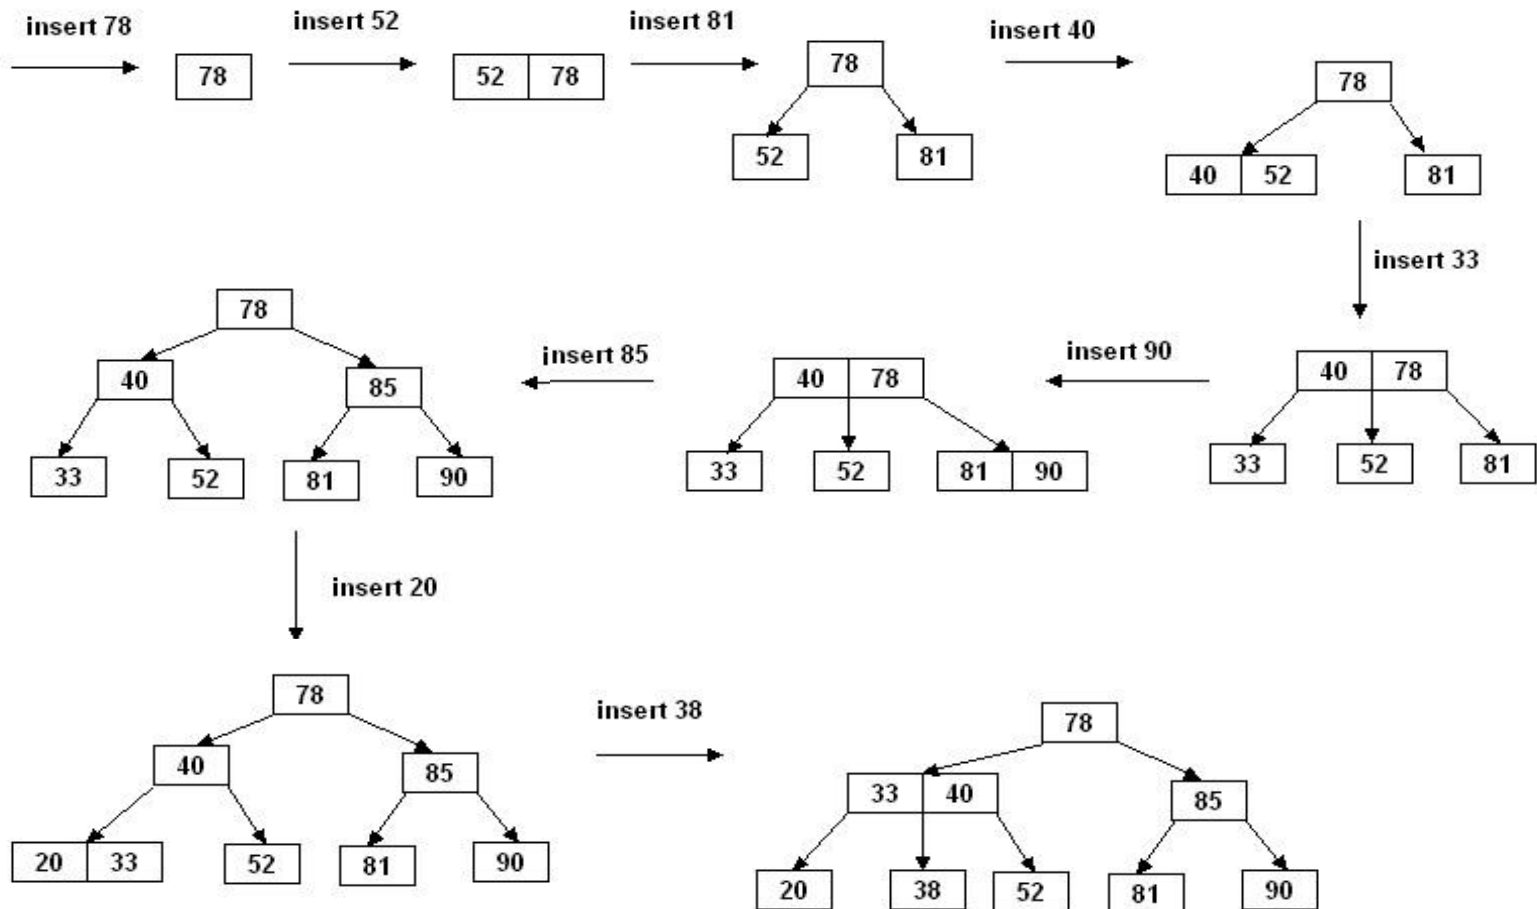 insert 78
78
insert 52
52 78
insert 81
78
52 81
insert 40
78
40 52 81
insert 33
40 78
33 52 81
insert 90
40 78
33 52 81 90
insert 85
78
40 85
33 52 81 90
insert 20
78
40 85
20 33 52 81 90
insert 38
78
33 40 85
20 38 52 81 90